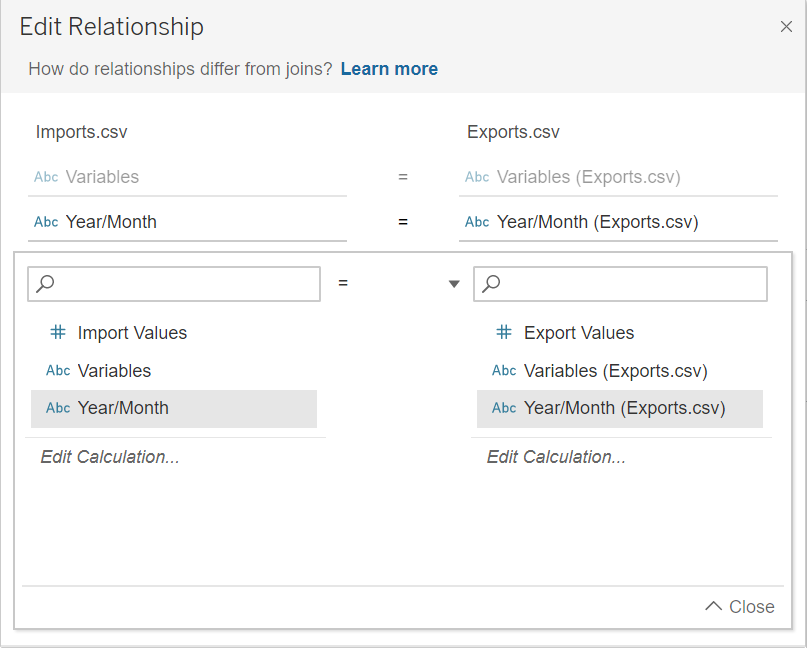 Edit Relationship
How do relationships differ from joins? Learn more
Imports.csv Exports.csv
Abc Variables = Abc Variables (Exports.csv)
Abc Year/Month = Abc Year/Month (Exports.csv)
=
# Import Values # Export Values
Abc Variables Abc Variables (Exports.csv)
Abc Year/Month Abc Year/Month (Exports.csv)
Edit Calculation... Edit Calculation...
Close